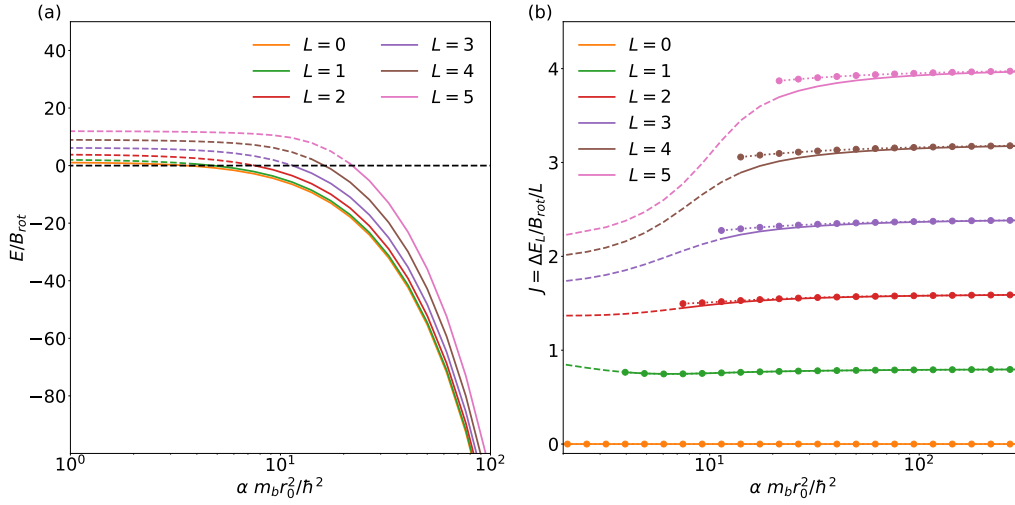 (a)
40
20
0
−20
−40
−60
−80
E/B_rot
10^0
10^1
10^2
α m_b r_0^2/ħ^2
L = 0
L = 1
L = 2
L = 3
L = 4
L = 5
(b)
4
3
2
1
0
J = ΔE_L/B_rot/L
10^1
10^2
α m_b r_0^2/ħ^2
L = 0
L = 1
L = 2
L = 3
L = 4
L = 5